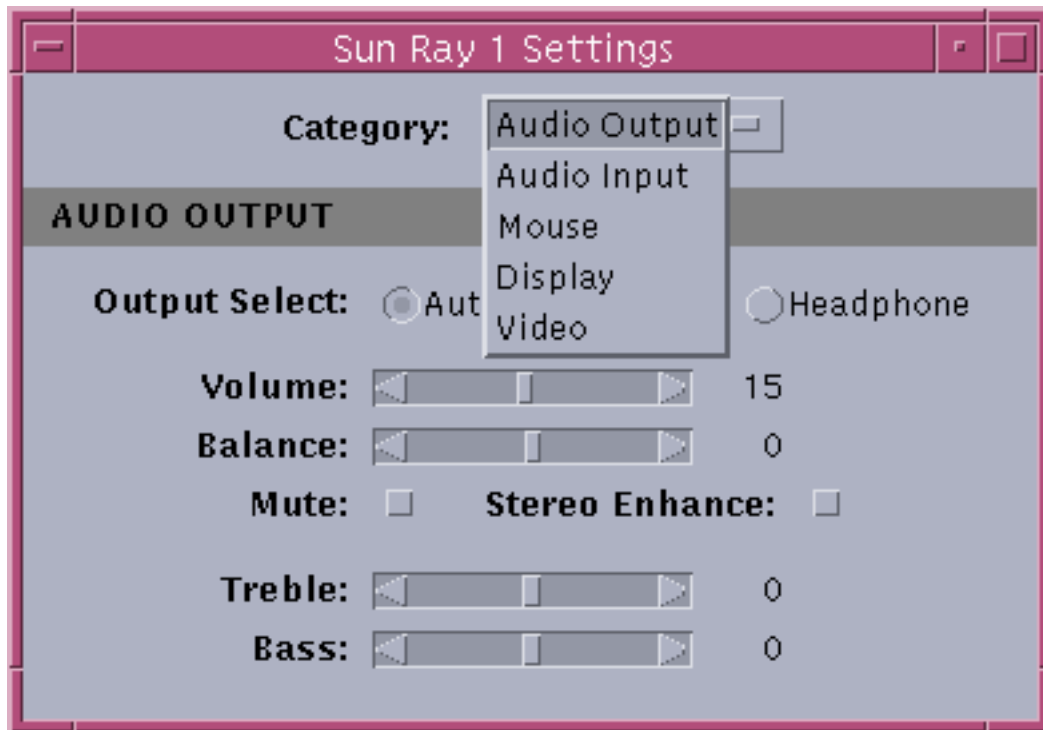 Sun Ray 1 Settings
Category: Audio Output
Audio Input
Mouse
Display
Video
AUDIO OUTPUT
Output Select: Headphone
Volume: 15
Balance: 0
Mute: Stereo Enhance:
Treble: 0
Bass: 0